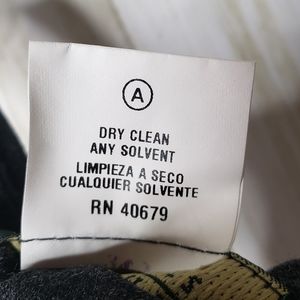 A
DRY CLEAN
ANY SOLVENT
LIMPIEZA A SECO
CUALQUIER SOLVENTE
RN 40679